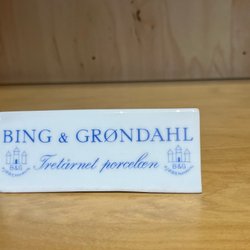 BING & GRØNDAHL
Tretårnet porcelæn
B&G
B&G